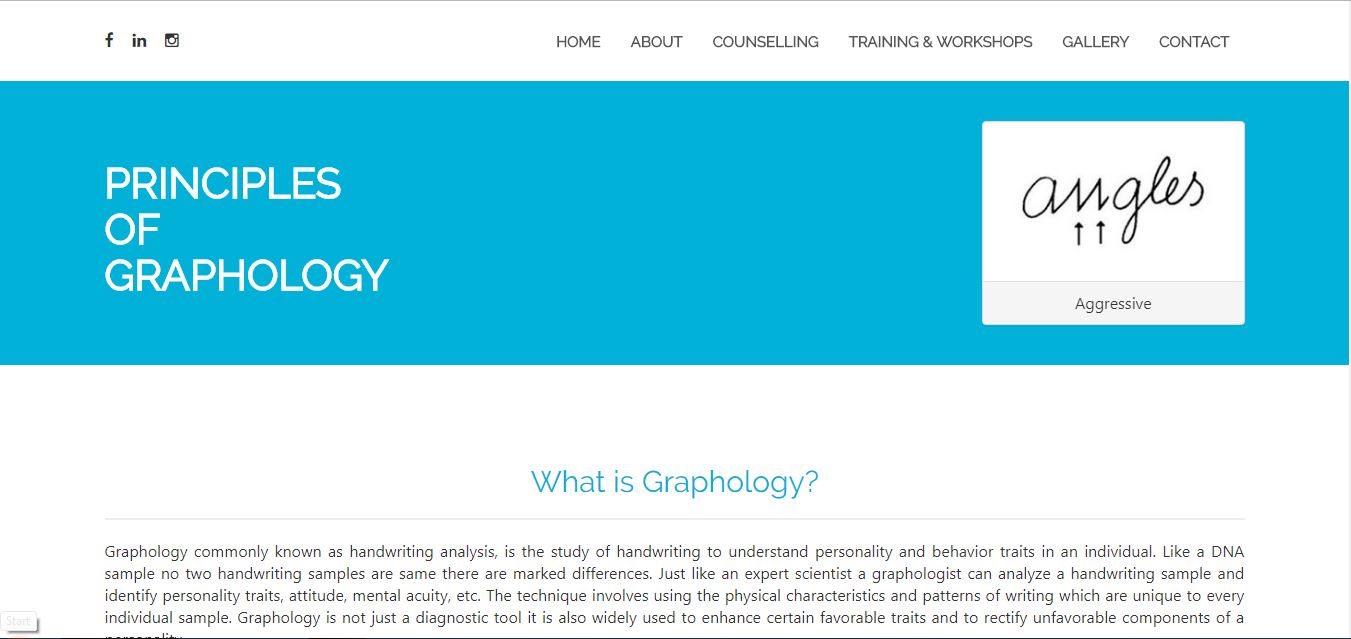 HOME ABOUT COUNSELLING TRAINING & WORKSHOPS GALLERY CONTACT
PRINCIPLES
OF
GRAPHOLOGY
angles
Aggressive
What is Graphology?
Graphology commonly known as handwriting analysis, is the study of handwriting to understand personality and behavior traits in an individual. Like a DNA
sample no two handwriting samples are same there are marked differences. Just like an expert scientist a graphologist can analyze a handwriting sample and
identify personality traits, attitude, mental acuity, etc. The technique involves using the physical characteristics and patterns of writing which are unique to every
individual sample. Graphology is not just a diagnostic tool it is also widely used to enhance certain favorable traits and to rectify unfavorable components of a
Start